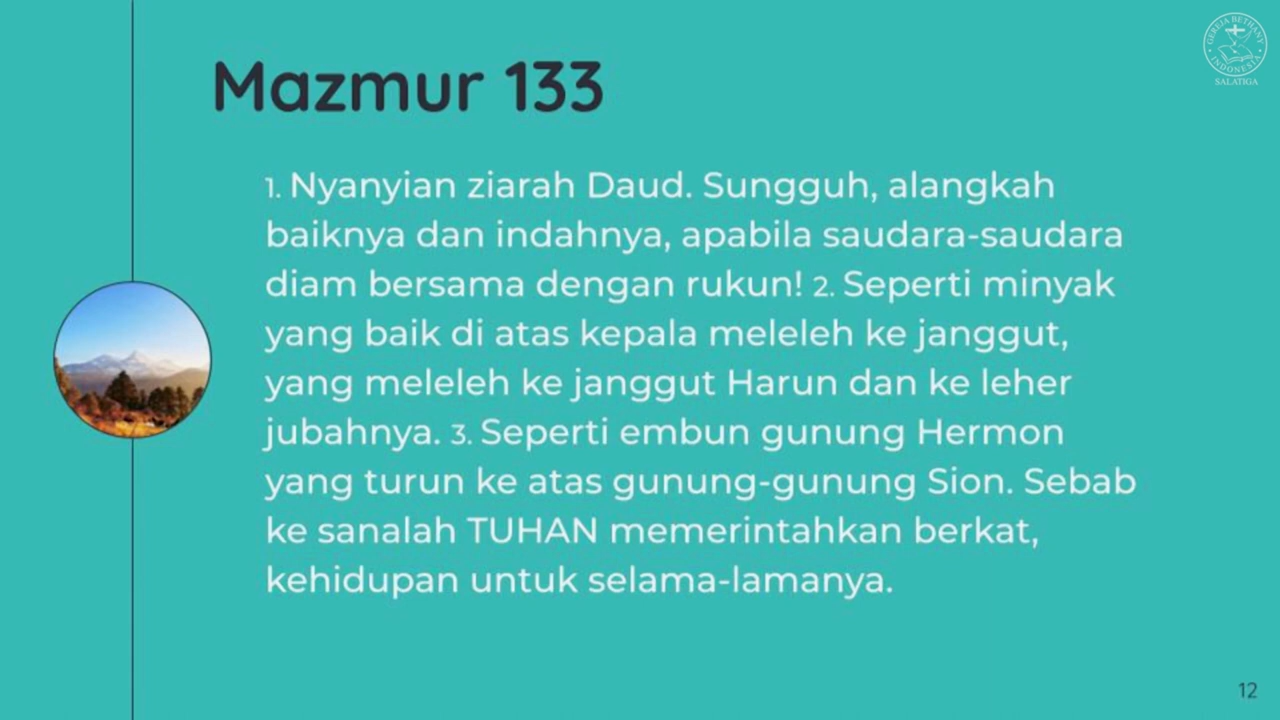 GEREJA BETHANY
INDONESIA
SALATIGA
Mazmur 133
1. Nyanyian ziarah Daud. Sungguh, alangkah
baiknya dan indahnya, apabila saudara-saudara
diam bersama dengan rukun! 2. Seperti minyak
yang baik di atas kepala meleleh ke janggut,
yang meleleh ke janggut Harun dan ke leher
jubahnya. 3. Seperti embun gunung Hermon
yang turun ke atas gunung-gunung Sion. Sebab
ke sanalah TUHAN memerintahkan berkat,
kehidupan untuk selama-lamanya.
12